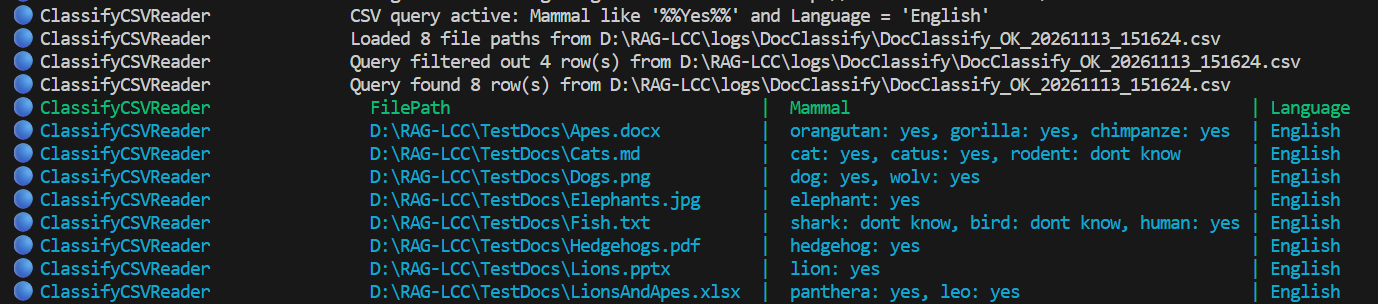 ClassifyCSVReader CSV query active: Mammal like '%%Yes%%' and Language = 'English'
ClassifyCSVReader Loaded 8 file paths from D:\RAG-LCC\logs\DocClassify\DocClassify_OK_20261113_151624.csv
ClassifyCSVReader Query filtered out 4 row(s) from D:\RAG-LCC\logs\DocClassify\DocClassify_OK_20261113_151624.csv
ClassifyCSVReader Query found 8 row(s) from D:\RAG-LCC\logs\DocClassify\DocClassify_OK_20261113_151624.csv
ClassifyCSVReader FilePath | Mammal | Language
ClassifyCSVReader D:\RAG-LCC\TestDocs\Apes.docx | orangutan: yes, gorilla: yes, chimpanze: yes | English
ClassifyCSVReader D:\RAG-LCC\TestDocs\Cats.md | cat: yes, catus: yes, rodent: dont know | English
ClassifyCSVReader D:\RAG-LCC\TestDocs\Dogs.png | dog: yes, wolv: yes | English
ClassifyCSVReader D:\RAG-LCC\TestDocs\Elephants.jpg | elephant: yes | English
ClassifyCSVReader D:\RAG-LCC\TestDocs\Fish.txt | shark: dont know, bird: dont know, human: yes | English
ClassifyCSVReader D:\RAG-LCC\TestDocs\Hedgehogs.pdf | hedgehog: yes | English
ClassifyCSVReader D:\RAG-LCC\TestDocs\Lions.pptx | lion: yes | English
ClassifyCSVReader D:\RAG-LCC\TestDocs\LionsAndApes.xlsx | panthera: yes, leo: yes | English